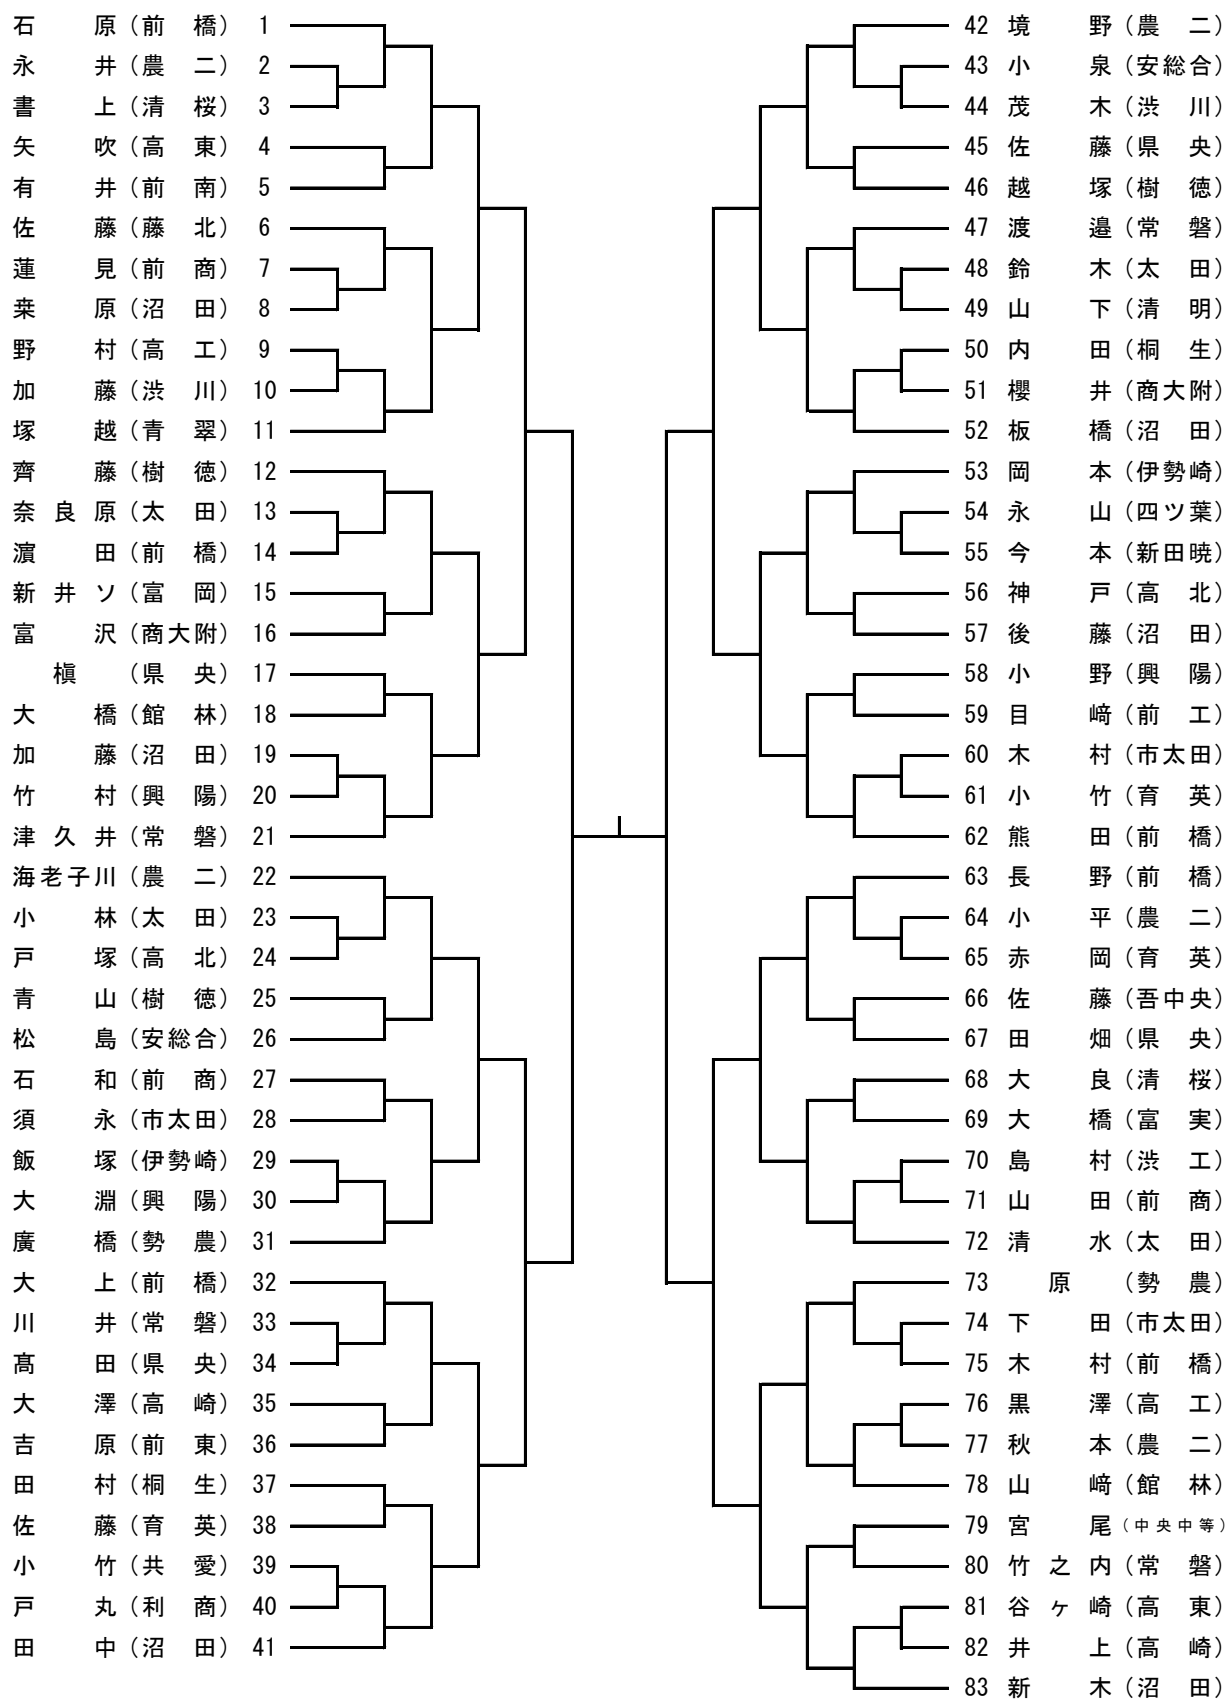 石原（前橋）1
永井（農二）2
書上（清桜）3
矢吹（高東）4
有井（前南）5
佐藤（藤北）6
蓮見（前商）7
桒原（沼田）8
野村（高工）9
加藤（渋川）10
塚越（青翠）11
齊藤（樹徳）12
奈良原（太田）13
濵田（前橋）14
新井ソ（富岡）15
富沢（商大附）16
槇（県央）17
大橋（館林）18
加藤（沼田）19
竹村（興陽）20
津久井（常磐）21
海老子川（農二）22
小林（太田）23
戸塚（高北）24
青山（樹徳）25
松島（安総合）26
石和（前商）27
須永（市太田）28
飯塚（伊勢崎）29
大淵（興陽）30
廣橋（勢農）31
大上（前橋）32
川井（常磐）33
髙田（県央）34
大澤（高崎）35
吉原（前東）36
田村（桐生）37
佐藤（育英）38
小竹（共愛）39
戸丸（利商）40
田中（沼田）41
42 境野（農二）
43 小泉（安総合）
44 茂木（渋川）
45 佐藤（県央）
46 越塚（樹徳）
47 渡邉（常磐）
48 鈴木（太田）
49 山下（清明）
50 内田（桐生）
51 櫻井（商大附）
52 板橋（沼田）
53 岡本（伊勢崎）
54 永山（四ツ葉）
55 今本（新田暁）
56 神戸（高北）
57 後藤（沼田）
58 小野（興陽）
59 目﨑（前工）
60 木村（市太田）
61 小竹（育英）
62 熊田（前橋）
63 長野（前橋）
64 小平（農二）
65 赤岡（育英）
66 佐藤（吾中央）
67 田畑（県央）
68 大良（清桜）
69 大橋（富実）
70 島村（渋工）
71 山田（前商）
72 清水（太田）
73 原（勢農）
74 下田（市太田）
75 木村（前橋）
76 黒澤（高工）
77 秋本（農二）
78 山﨑（館林）
79 宮尾（中央中等）
80 竹之内（常磐）
81 谷ヶ崎（高東）
82 井上（高崎）
83 新木（沼田）